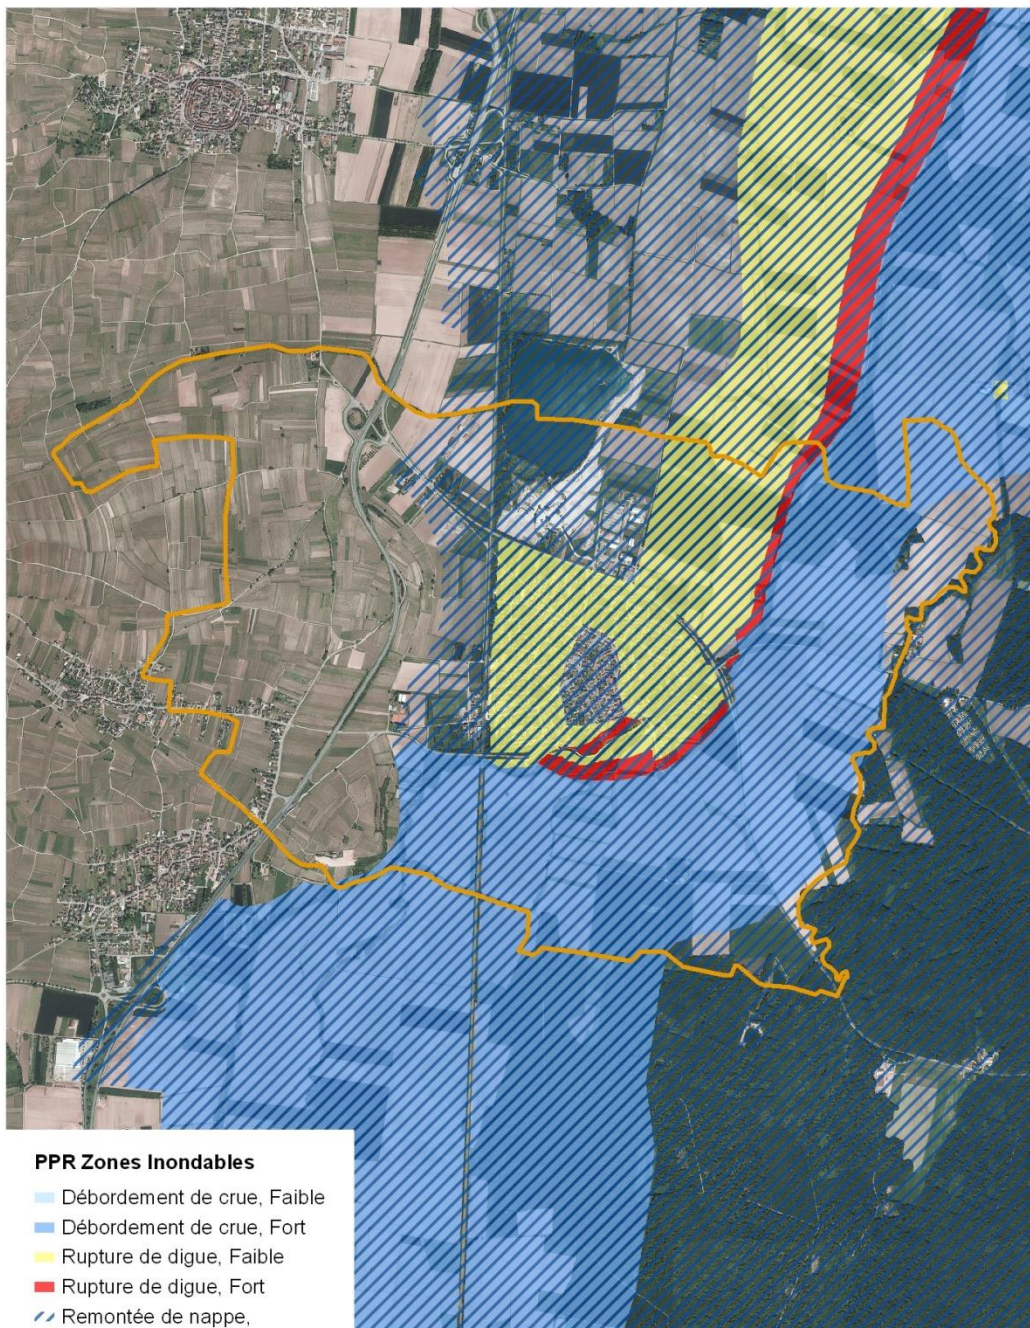 PPR Zones Inondables
Débordement de crue, Faible
Débordement de crue, Fort
Rupture de digue, Faible
Rupture de digue, Fort
Remontée de nappe,